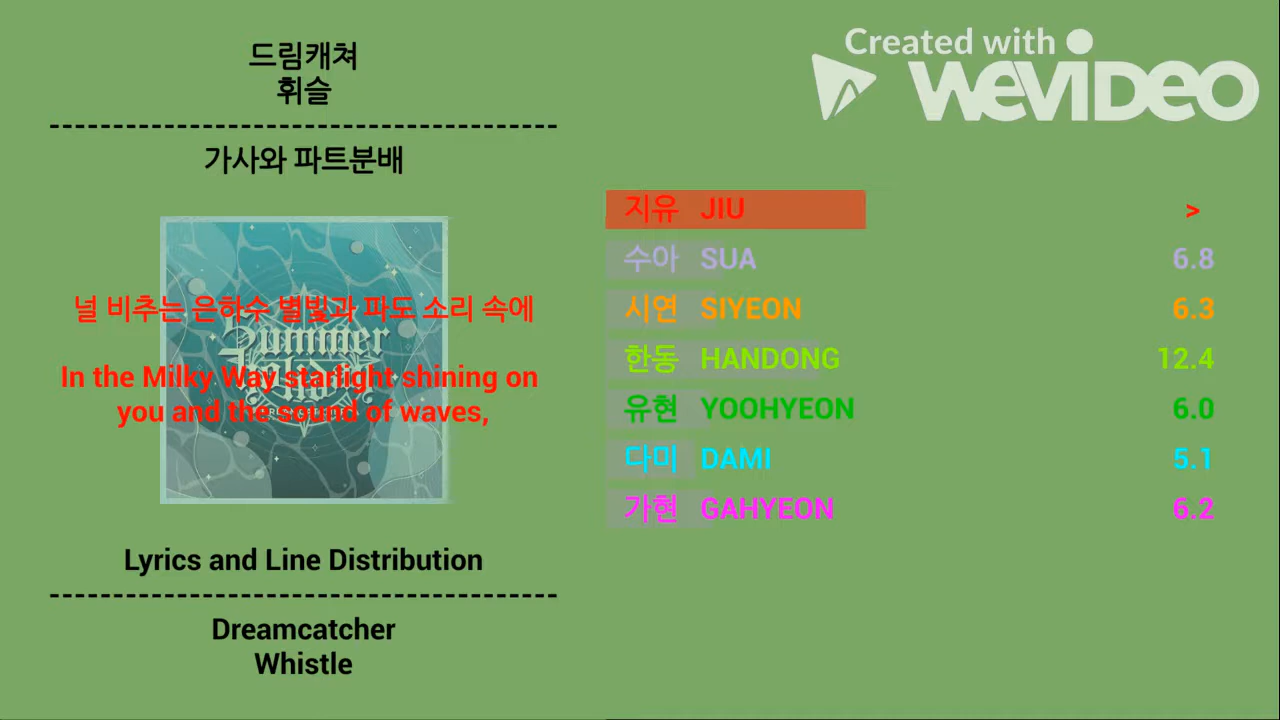 드림캐쳐
휘슬
가사와 파트분배
널 비추는 은하수 별빛과 파도 소리 속에
In the Milky Way starlight shining on
you and the sound of waves,
Summer
Holiday
Lyrics and Line Distribution
Dreamcatcher
Whistle
Created with
WeVIDEO
지유 JIU >
수아 SUA 6.8
시연 SIYEON 6.3
한동 HANDONG 12.4
유현 YOOHYEON 6.0
다미 DAMI 5.1
가현 GAHYEON 6.2